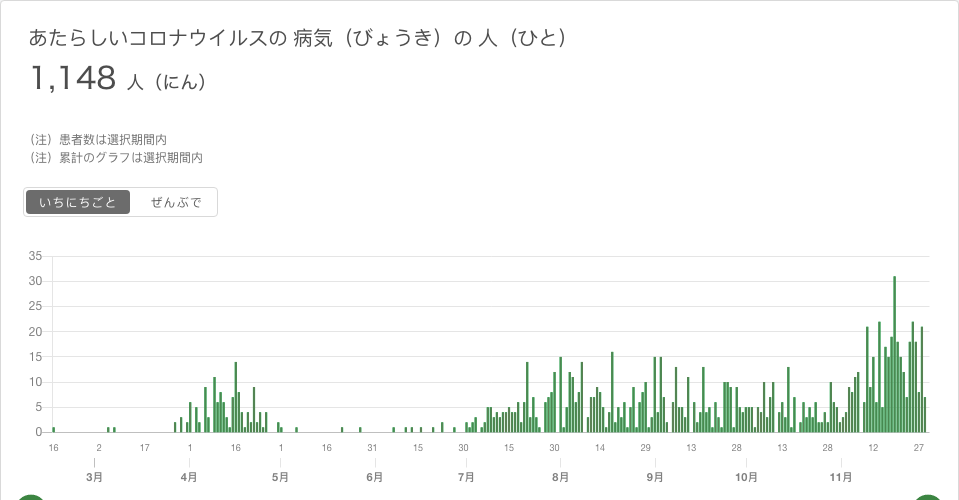 あたらしいコロナウイルスの 病気（びょうき）の 人（ひと）
1,148 人（にん）
（注）患者数は選択期間内
（注）累計のグラフは選択期間内
いちにちごと ぜんぶで
35
30
25
20
15
10
5
0
16 2 17 1 16 1 16 31 15 30 15 30 14 29 13 28 13 28 12 27
3月 4月 5月 6月 7月 8月 9月 10月 11月